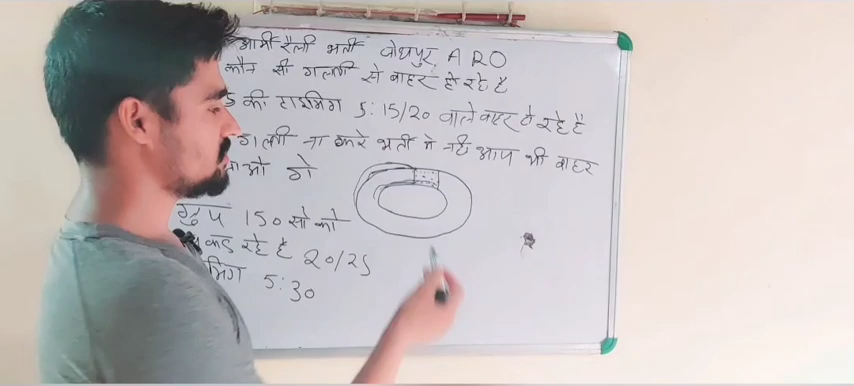 आर्मी रैली भर्ती जोधपुर, ARO
कौन सी गलती से बाहर हो रहे है
की टाइमिंग 5:15/20 वाले बाहर हो रहे है
गलती ना करे भर्ती में नही आप भी बाहर
ओ गे
ग्रुप 150 सो को
रहे है 20/25
5:30